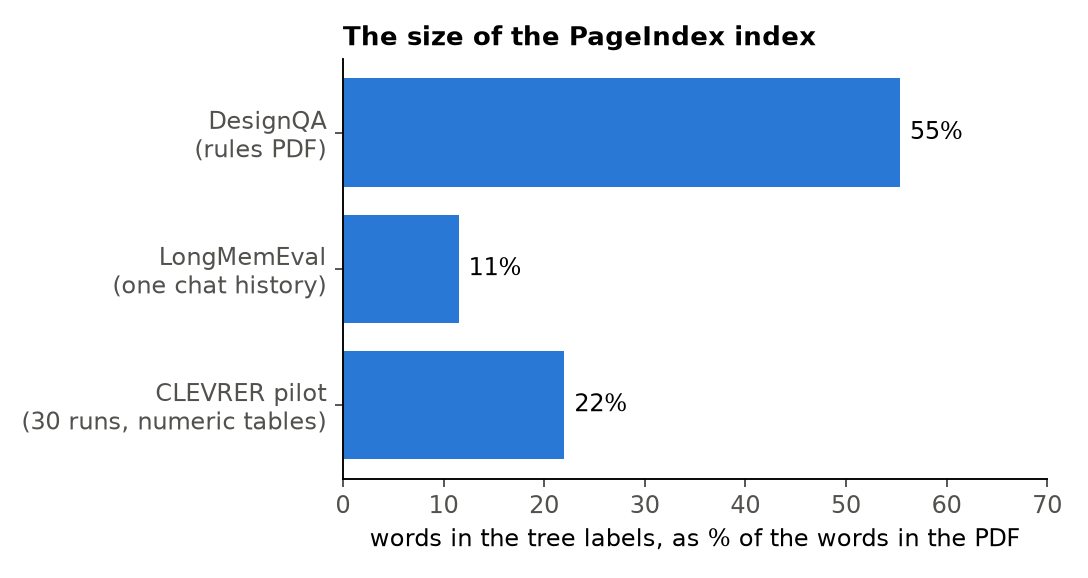 The size of the PageIndex index
DesignQA
(rules PDF)
55%
LongMemEval
(one chat history)
11%
CLEVRER pilot
(30 runs, numeric tables)
22%
0 10 20 30 40 50 60 70
words in the tree labels, as % of the words in the PDF